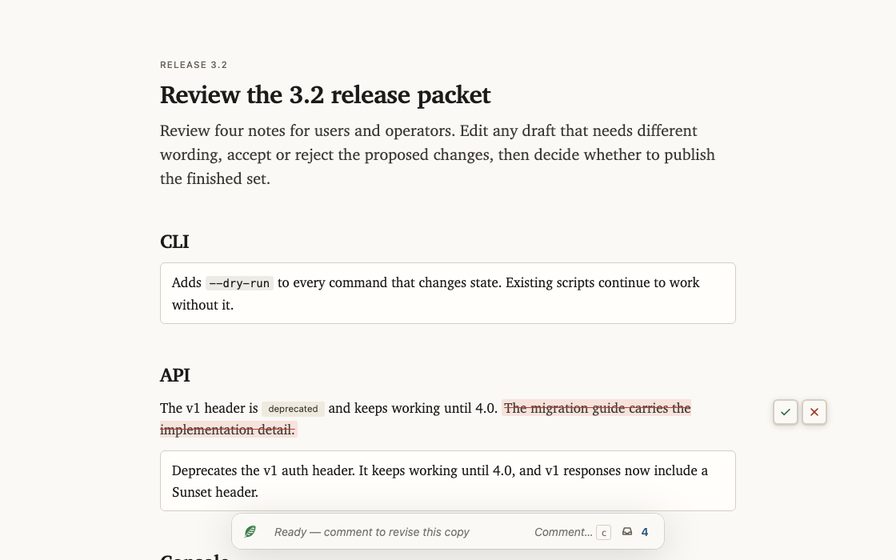 RELEASE 3.2
Review the 3.2 release packet
Review four notes for users and operators. Edit any draft that needs different
wording, accept or reject the proposed changes, then decide whether to publish
the finished set.
CLI
Adds --dry-run to every command that changes state. Existing scripts continue to work
without it.
API
The v1 header is deprecated and keeps working until 4.0. The migration guide carries the
implementation detail.
Deprecates the v1 auth header. It keeps working until 4.0, and v1 responses now include a
Sunset header.
Ready — comment to revise this copy Comment... c 4